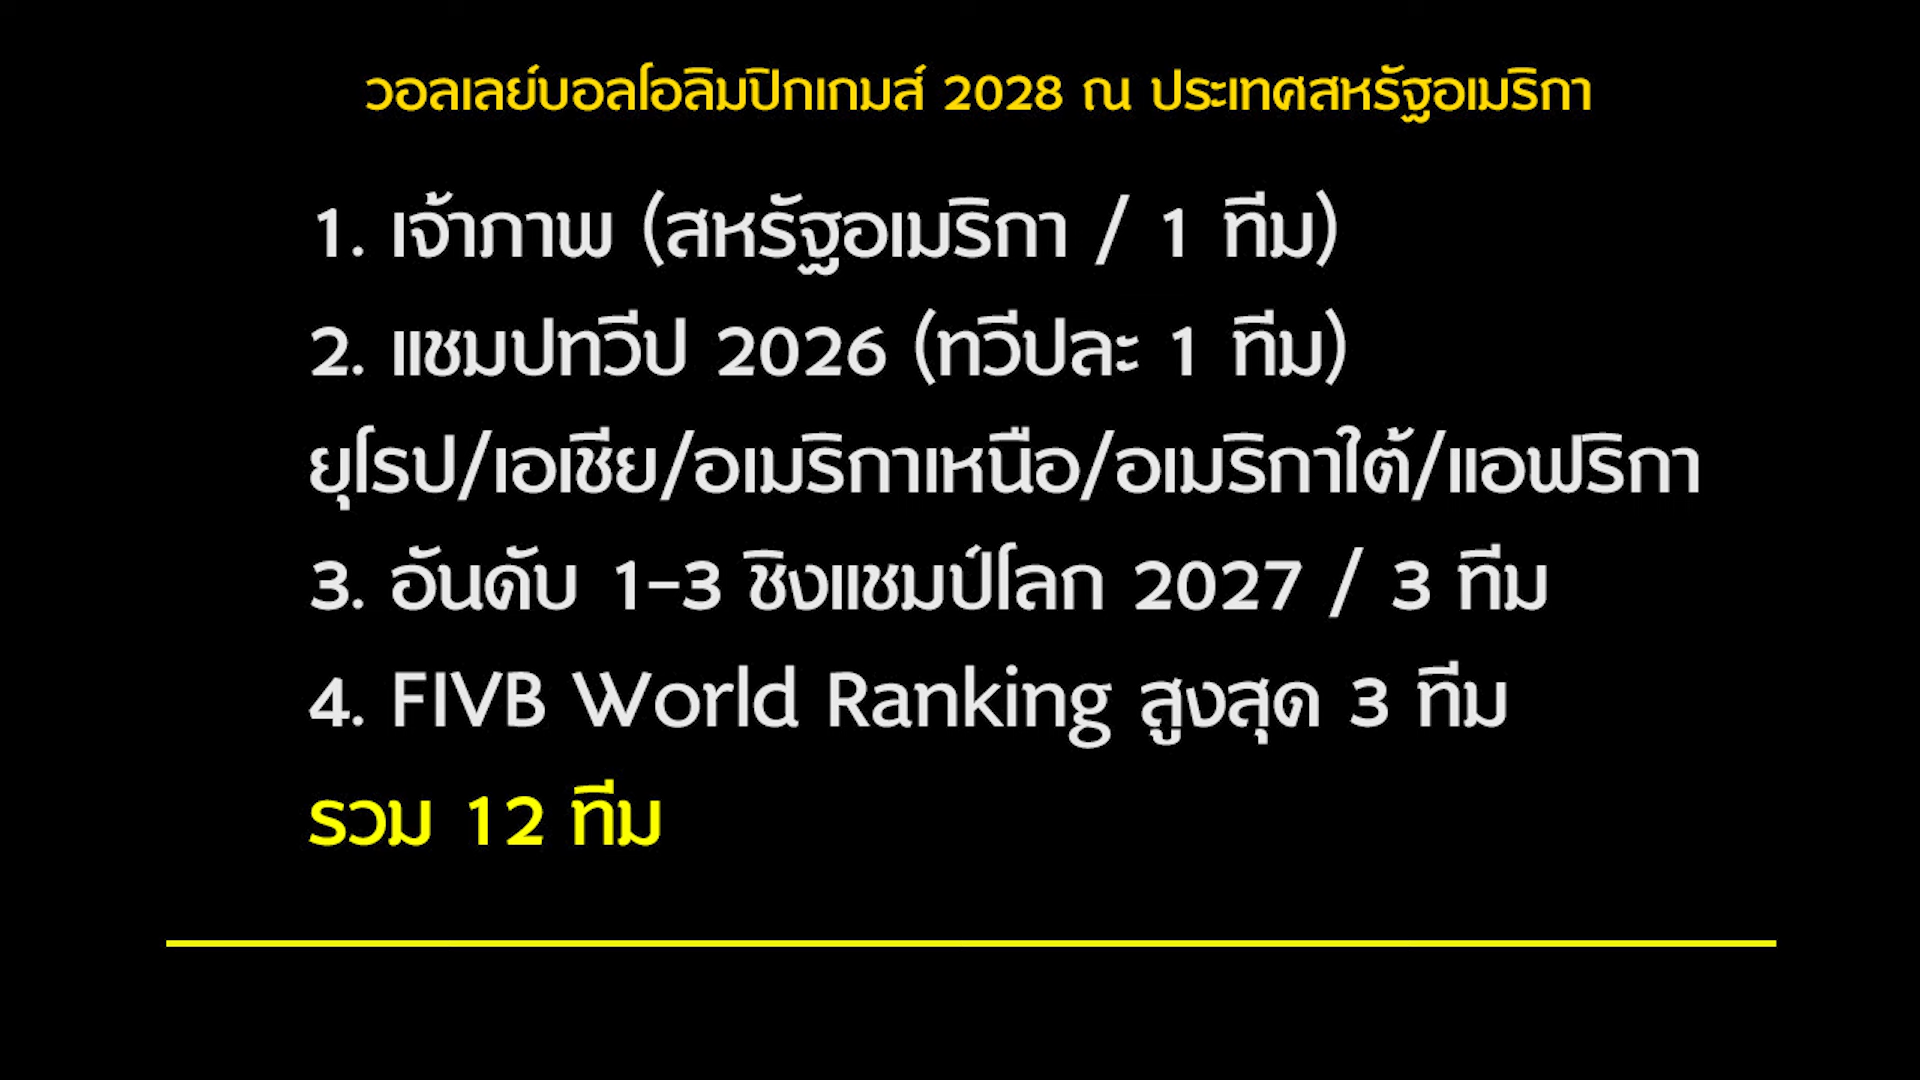 วอลเลย์บอลโอลิมปิกเกมส์ 2028 ณ ประเทศสหรัฐอเมริกา
1. เจ้าภาพ (สหรัฐอเมริกา / 1 ทีม)
2. แชมปทวีป 2026 (ทวีปละ 1 ทีม)
ยุโรป/เอเชีย/อเมริกาเหนือ/อเมริกาใต้/แอฟริกา
3. อันดับ 1-3 ชิงแชมป์โลก 2027 / 3 ทีม
4. FIVB World Ranking สูงสุด 3 ทีม
รวม 12 ทีม